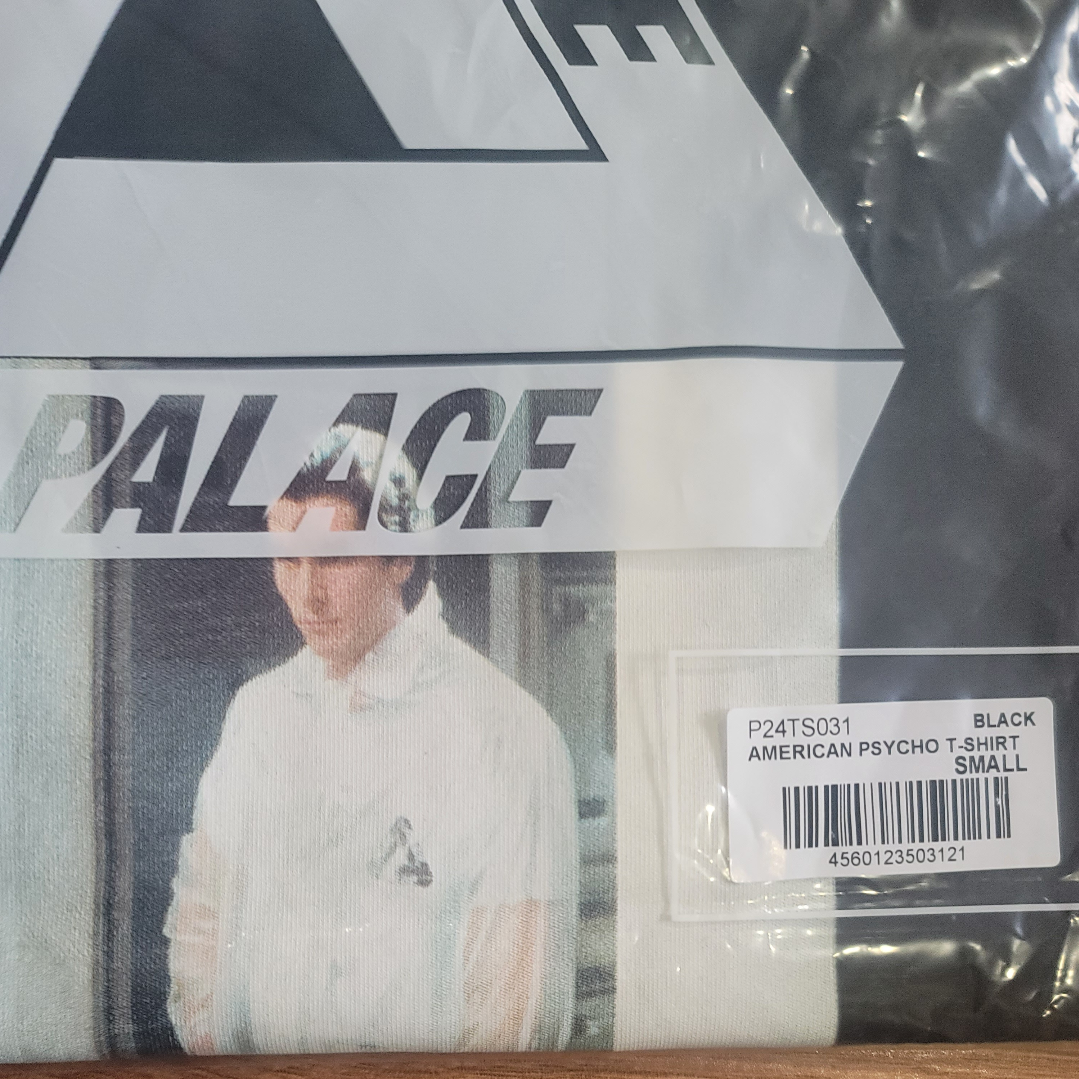 E
PALACE
P24TS031 BLACK
AMERICAN PSYCHO T-SHIRT
SMALL
4560123503121